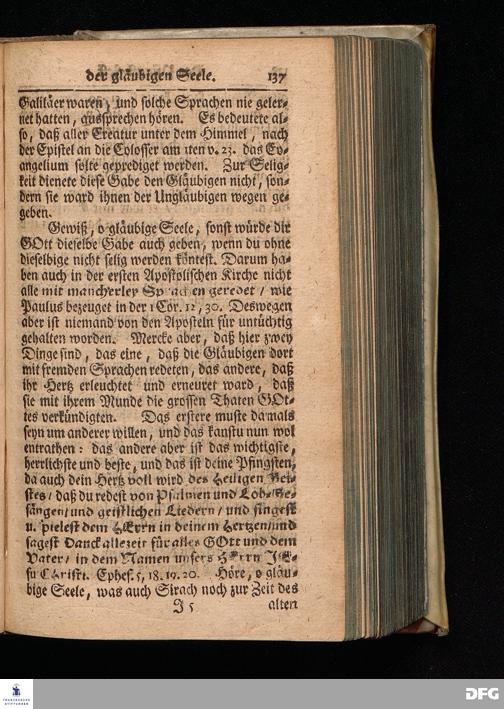 der gläubigen Seele. 137
Galiläer waren, und solche Sprachen nie geler-
net hatten, aussprechen hören. Es bedeutete al-
so, daß aller Creatur unter dem Himmel, nach
der Epistel an die Colosser am 1ten v. 23. das Ev-
angelium solte geprediget werden. Zur Selig-
keit dienete diese Gabe den Gläubigen nicht, son-
dern sie ward ihnen der Ungläubigen wegen ge-
geben.
Gewiß, o gläubige Seele, sonst würde dir
GOtt dieselbe Gabe auch geben, wenn du ohne
dieselbige nicht selig werden köntest. Darum ha-
ben auch in der ersten Apostolischen Kirche nicht
alle mit mancherley Sprachen geredet / wie
Paulus bezeuget in der 1 Cor. 12, 30. Deswegen
aber ist niemand von den Aposteln für untüchtig
gehalten worden. Mercke aber, daß hier zwey
Dinge sind, das eine, daß die Gläubigen dort
mit fremden Sprachen redeten, das andere, daß
ihr Hertz erleuchtet und erneuret ward, daß
sie mit ihrem Munde die grossen Thaten GOt-
tes verkündigten. Das erstere muste damals
seyn um anderer willen, und das kanstu nun wol
entrathen: das andere aber ist das wichtigste,
herrlichste und beste, und das ist deine Pfingsten,
da auch dein Hertz voll wird des Heiligen Gei-
stes / daß du redest von Psalmen und Lob-Ge-
sängen / und geistlichen Liedern / und singest
u. spielest dem HErrn in deinem Hertzen / und
sagest Danck allezeit für alles GOtt und dem
Vater / in dem Namen unsers HErrn JE-
su Christi. Ephes. 5, 18. 19. 20. Höre, o gläu-
bige Seele, was auch Sirach noch zur Zeit des
J 5 alten
FRANCKESCHE
STIFTUNGEN
DFG